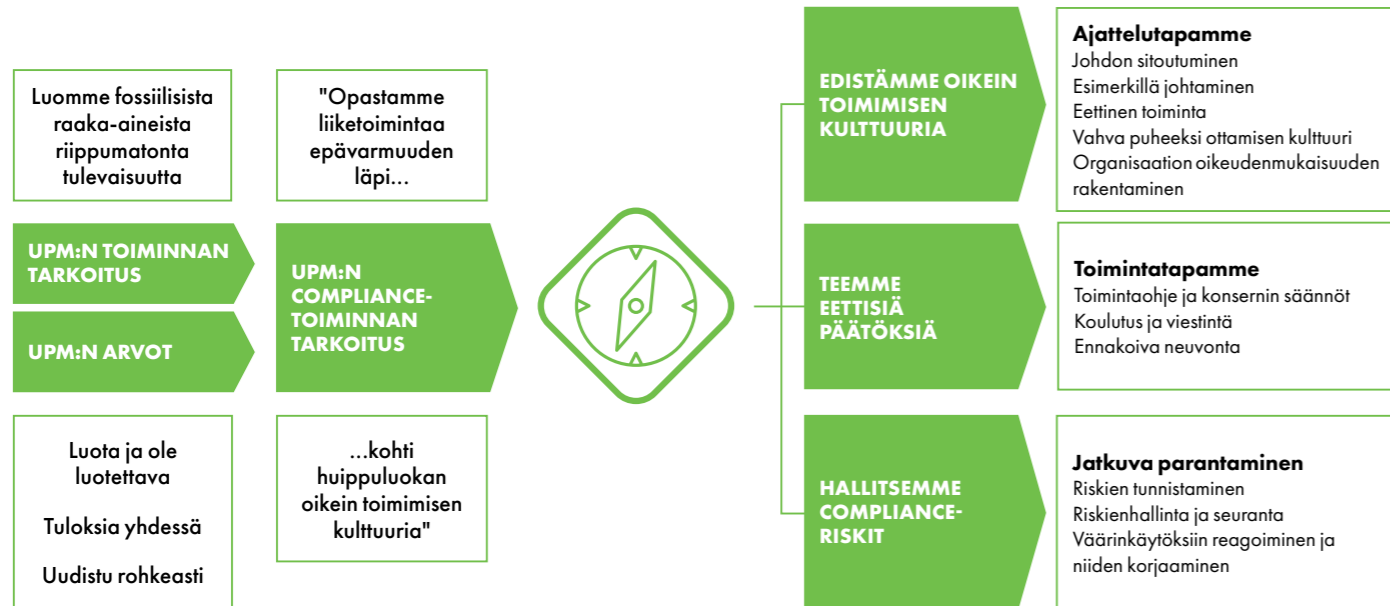 Luomme fossiilisista
raaka-aineista
riippumatonta
tulevaisuutta
UPM:N TOIMINNAN
TARKOITUS
UPM:N ARVOT
Luota ja ole
luotettava
Tuloksia yhdessä
Uudistu rohkeasti
"Opastamme
liiketoimintaa
epävarmuuden
läpi...
UPM:N
COMPLIANCE-
TOIMINNAN
TARKOITUS
...kohti
huippuluokan
oikein toimimisen
kulttuuria"
EDISTÄMME OIKEIN
TOIMIMISEN
KULTTUURIA
Ajattelutapamme
Johdon sitoutuminen
Esimerkillä johtaminen
Eettinen toiminta
Vahva puheeksi ottamisen kulttuuri
Organisaation oikeudenmukaisuuden
rakentaminen
TEEMME
EETTISIÄ
PÄÄTÖKSIÄ
Toimintatapamme
Toimintaohje ja konsernin säännöt
Koulutus ja viestintä
Ennakoiva neuvonta
HALLITSEMME
COMPLIANCE-
RISKIT
Jatkuva parantaminen
Riskien tunnistaminen
Riskienhallinta ja seuranta
Väärinkäytöksiin reagoiminen ja
niiden korjaaminen